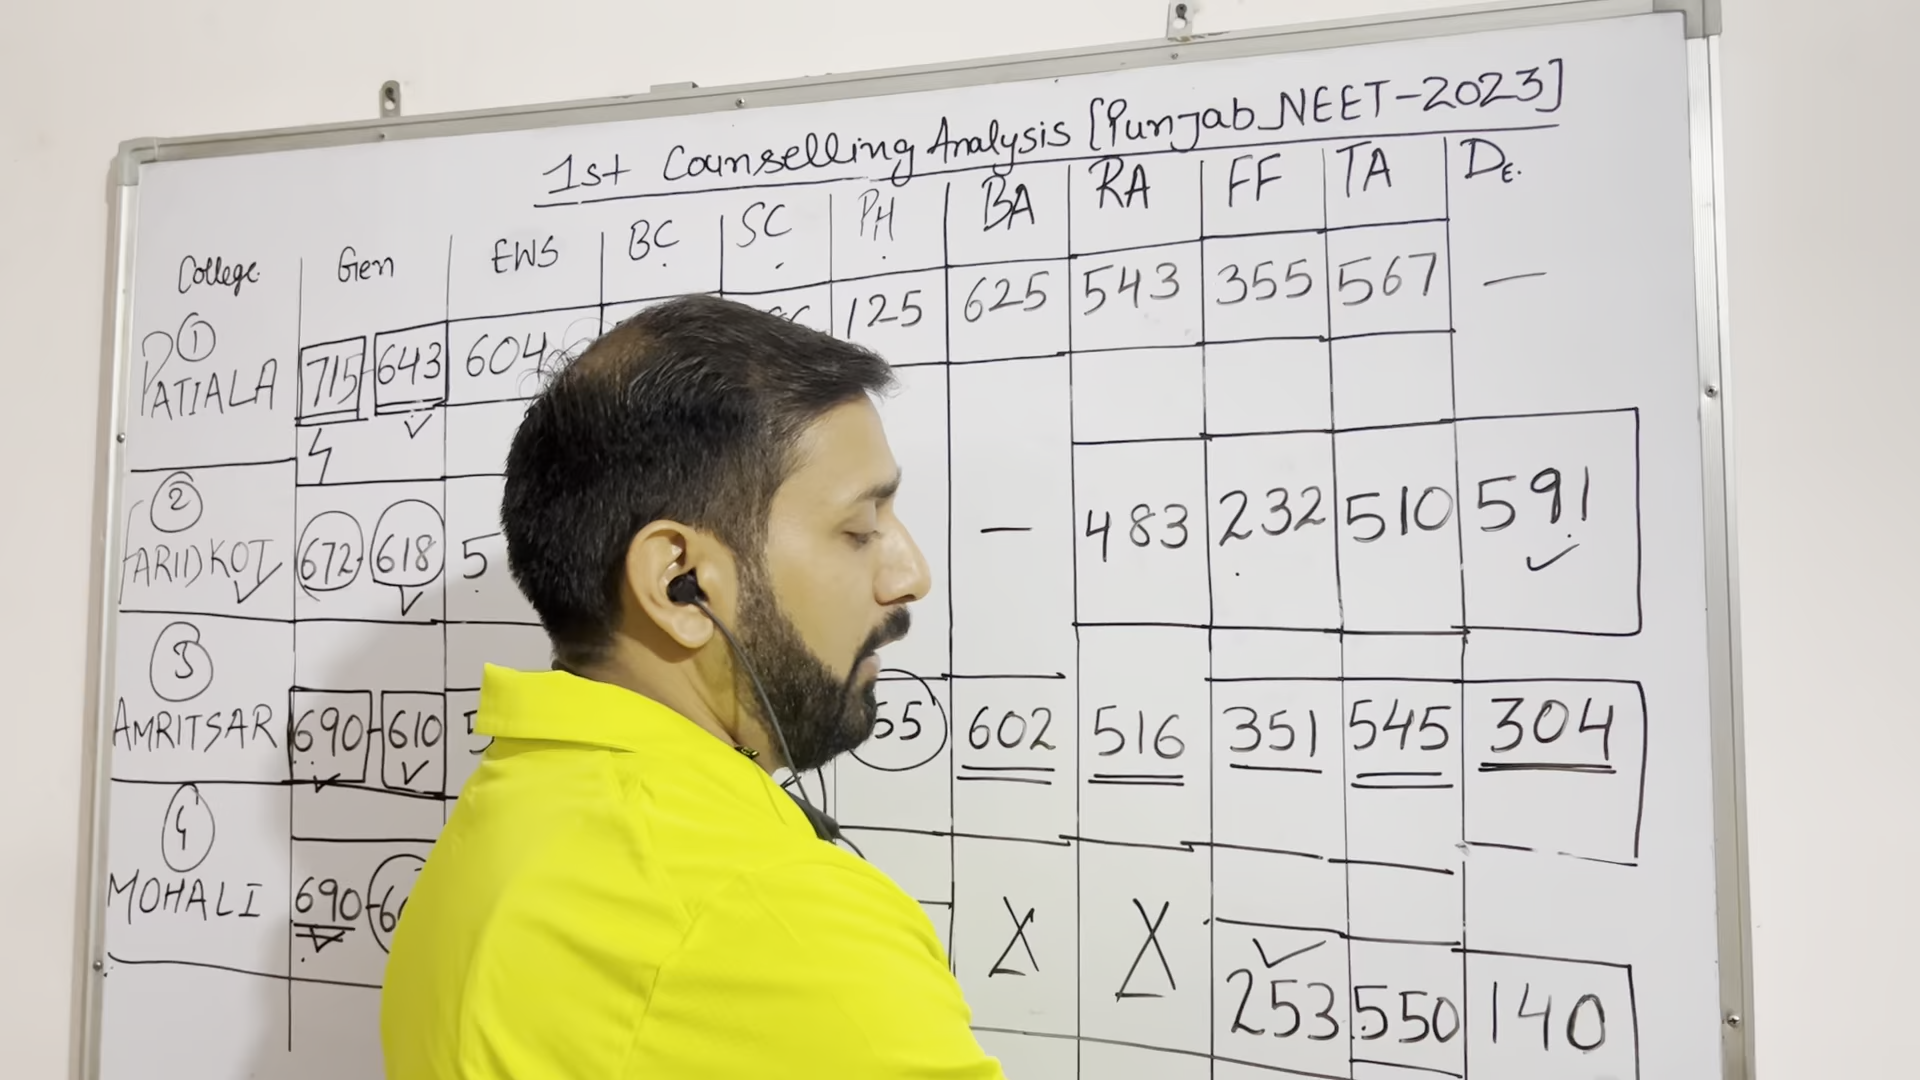 1st Counselling Analysis [Punjab_NEET-2023]
College Gen EWS BC SC PH BA RA FF TA DE.
① PATIALA 715-643 604 125 625 543 355 567 —
② FARIDKOT 672-618 5 — 483 232 510 591
③ AMRITSAR 690-610 5 55 602 516 351 545 304
④ MOHALI 690-6 X X 253 550 140